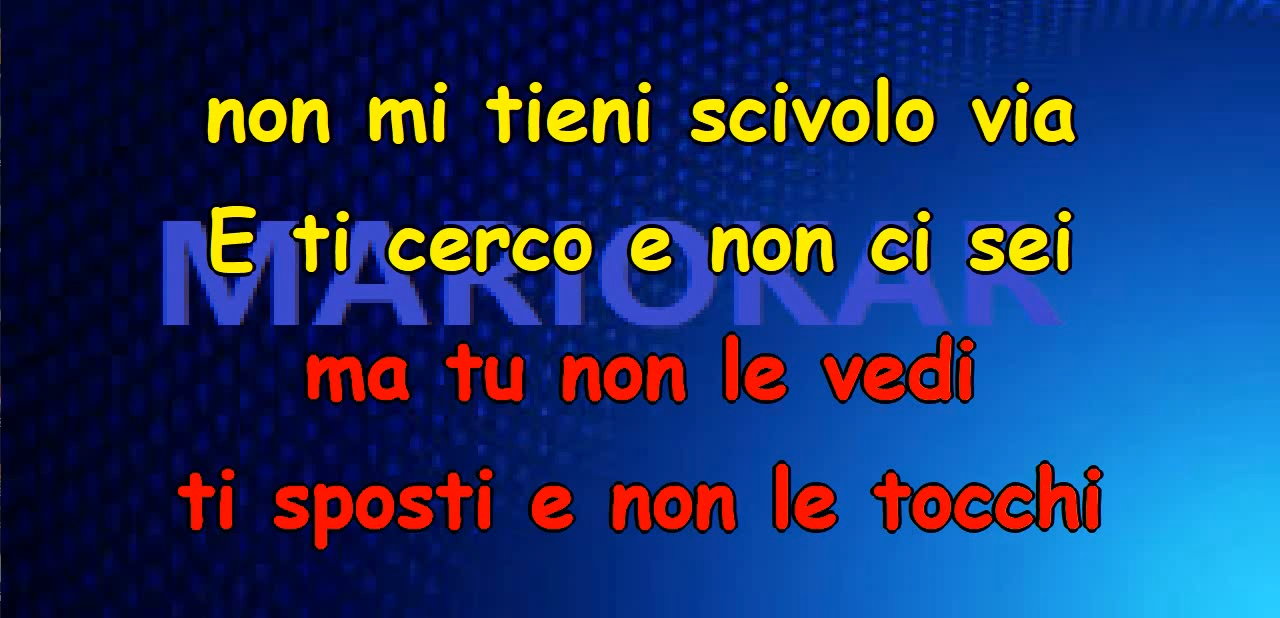 non mi tieni scivolo via
E ti cerco e non ci sei
MARIOKAR
ma tu non le vedi
ti sposti e non le tocchi